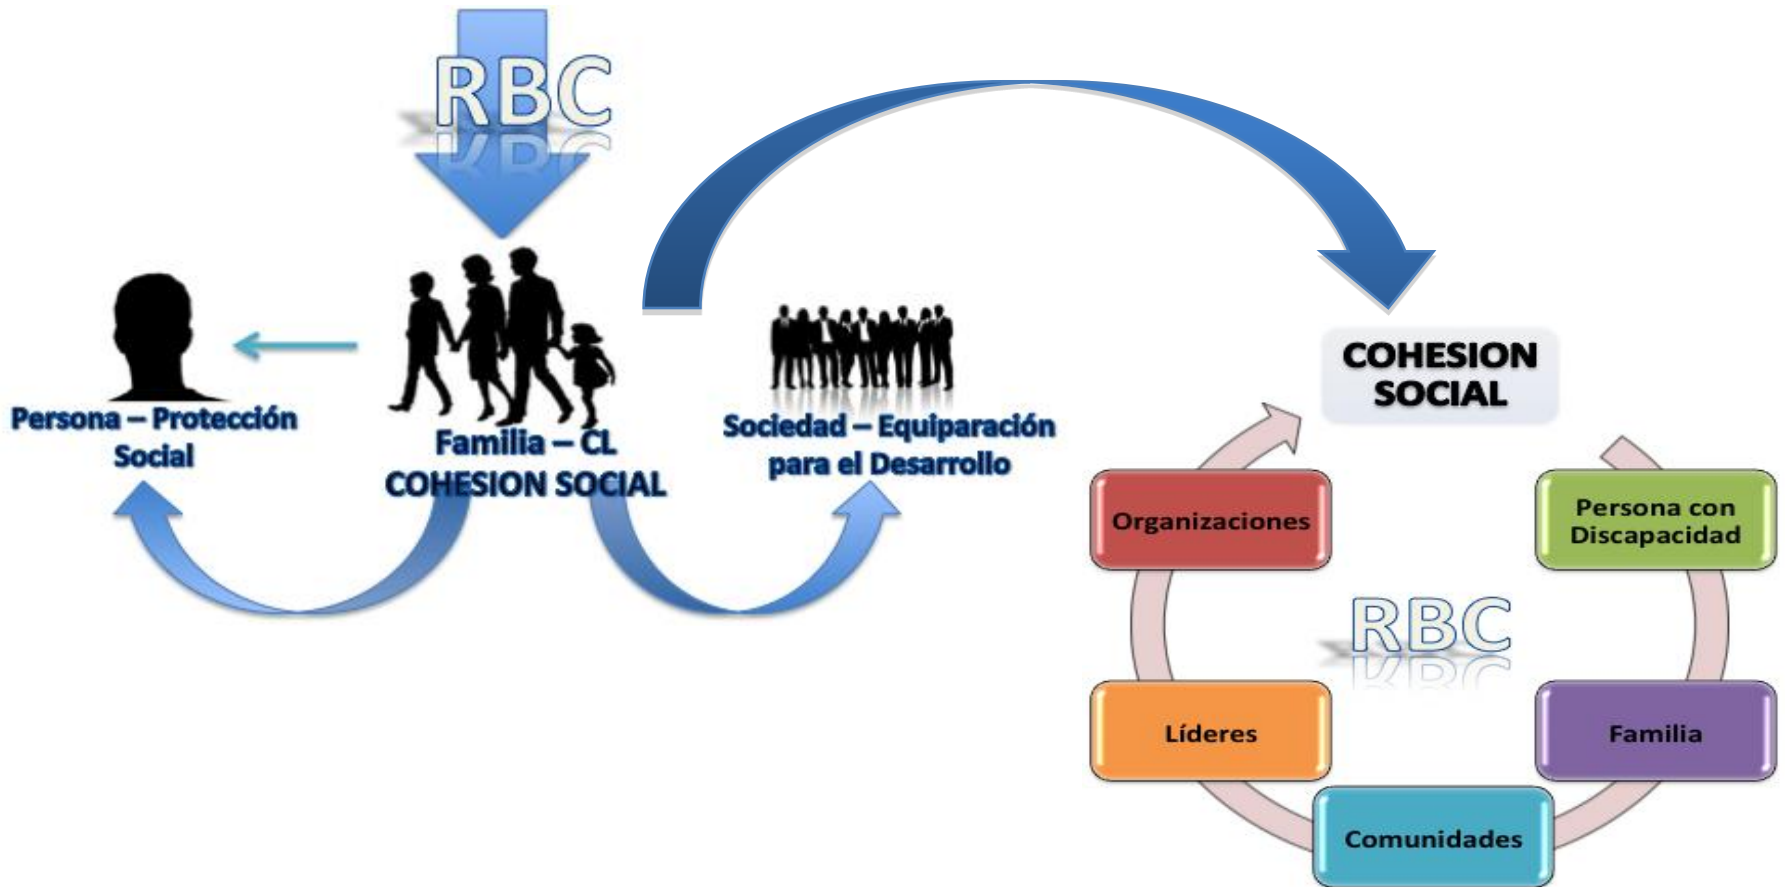 RBC
Persona – Protección
Social
Familia – CL
COHESION SOCIAL
Sociedad – Equiparación
para el Desarrollo
COHESION
SOCIAL
Organizaciones
Persona con
Discapacidad
RBC
Líderes
Familia
Comunidades